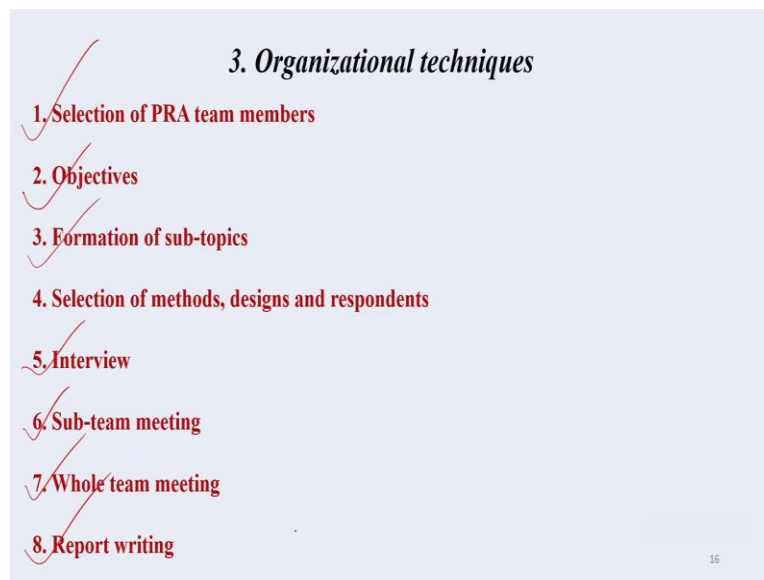 3. Organizational techniques
1. Selection of PRA team members
2. Objectives
3. Formation of sub-topics
4. Selection of methods, designs and respondents
5. Interview
6. Sub-team meeting
7. Whole team meeting
8. Report writing
16